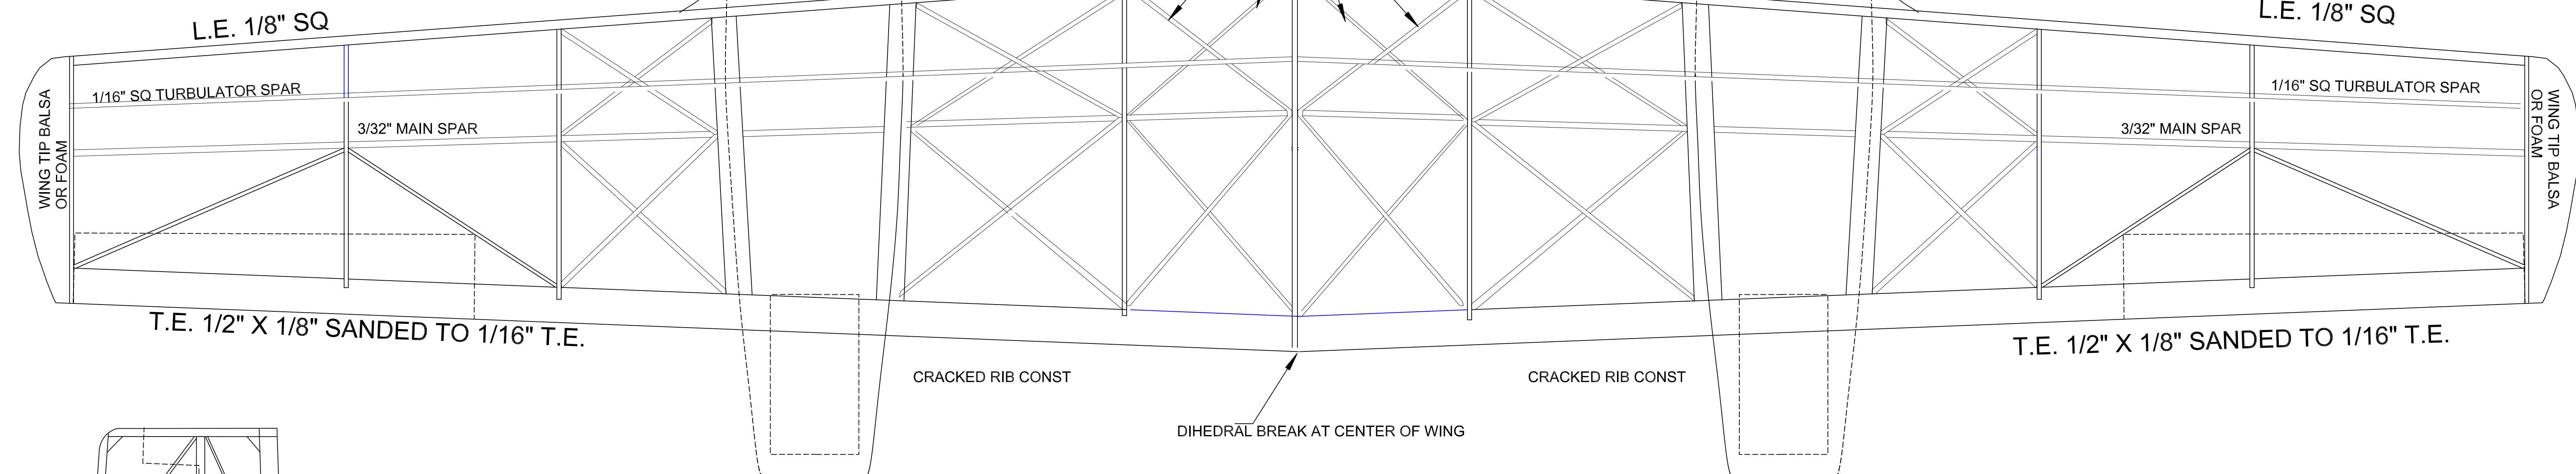 L.E. 1/8" SQ
L.E. 1/8" SQ
1/16" SQ TURBULATOR SPAR
1/16" SQ TURBULATOR SPAR
3/32" MAIN SPAR
3/32" MAIN SPAR
WING TIP BALSA
OR FOAM
WING TIP BALSA
OR FOAM
T.E. 1/2" X 1/8" SANDED TO 1/16" T.E.
T.E. 1/2" X 1/8" SANDED TO 1/16" T.E.
CRACKED RIB CONST
CRACKED RIB CONST
DIHEDRAL BREAK AT CENTER OF WING